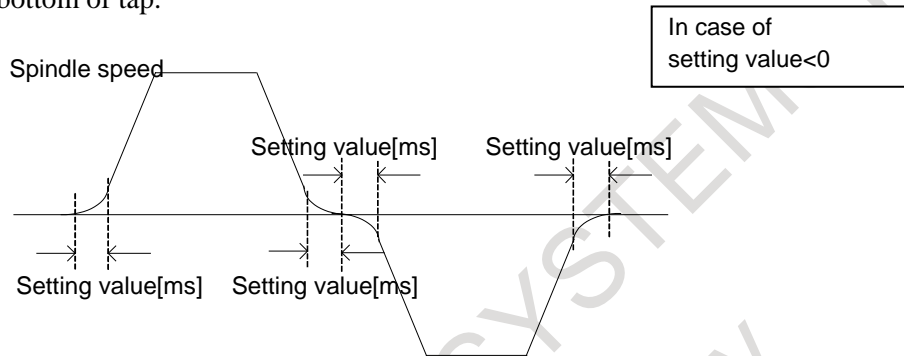 bottom of tap.
In case of
setting value<0
Spindle speed
Setting value[ms]
Setting value[ms]
Setting value[ms]
Setting value[ms]
SYSTEM